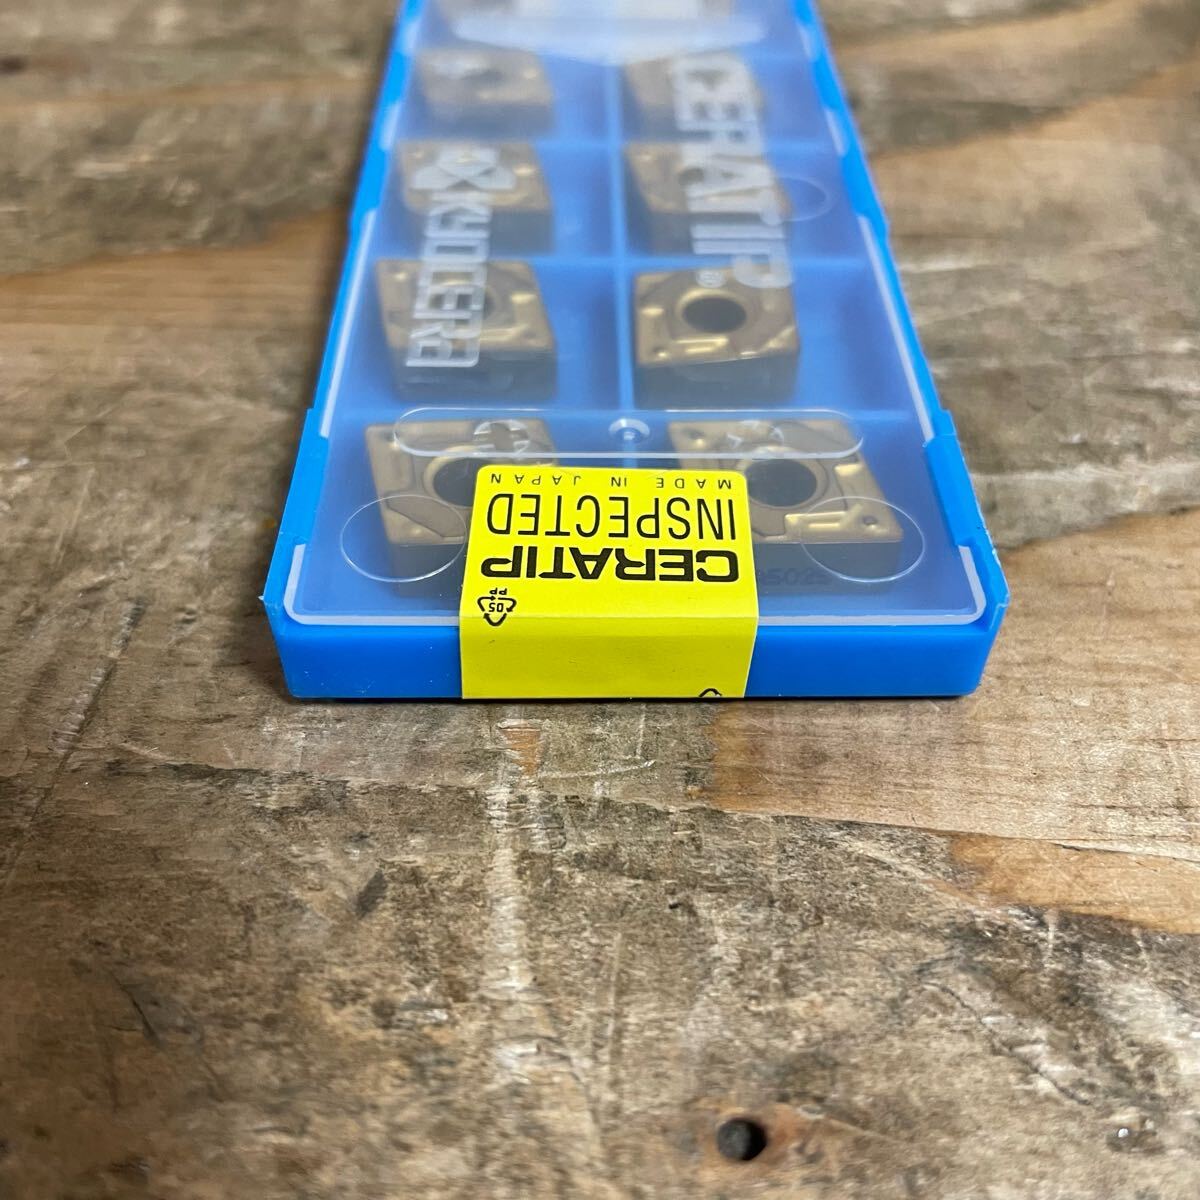 CERATIP®
KYOCERA
CERATIP
INSPECTED
MADE IN JAPAN
05
PP